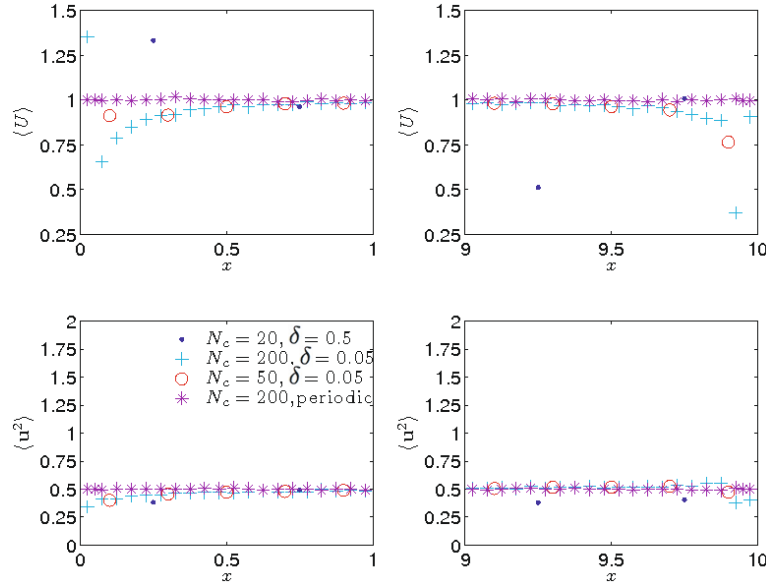 1.5
1.25
1
0.75
0.5
0.25
⟨U⟩
0 0.5 1
x
1.5
1.25
1
0.75
0.5
0.25
⟨U⟩
9 9.5 10
x
2
1.75
1.5
1.25
1
0.75
0.5
0.25
0
⟨u²⟩
N_c = 20, δ = 0.5
N_c = 200, δ = 0.05
N_c = 50, δ = 0.05
N_c = 200,periodic
0 0.5 1
x
2
1.75
1.5
1.25
1
0.75
0.5
0.25
0
⟨u²⟩
9 9.5 10
x